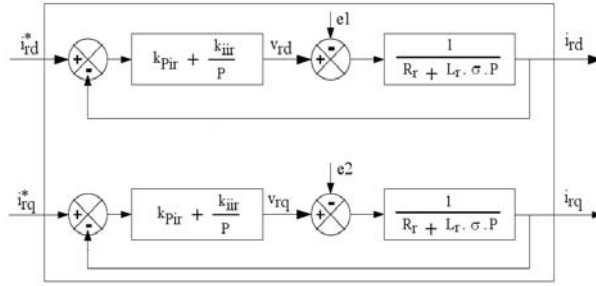 e1
i*rd + - kPir + kiir/P vrd + - 1/(Rr + Lr . σ . P) ird
e2
i*rq + - kPir + kiir/P vrq + - 1/(Rr + Lr . σ . P) irq